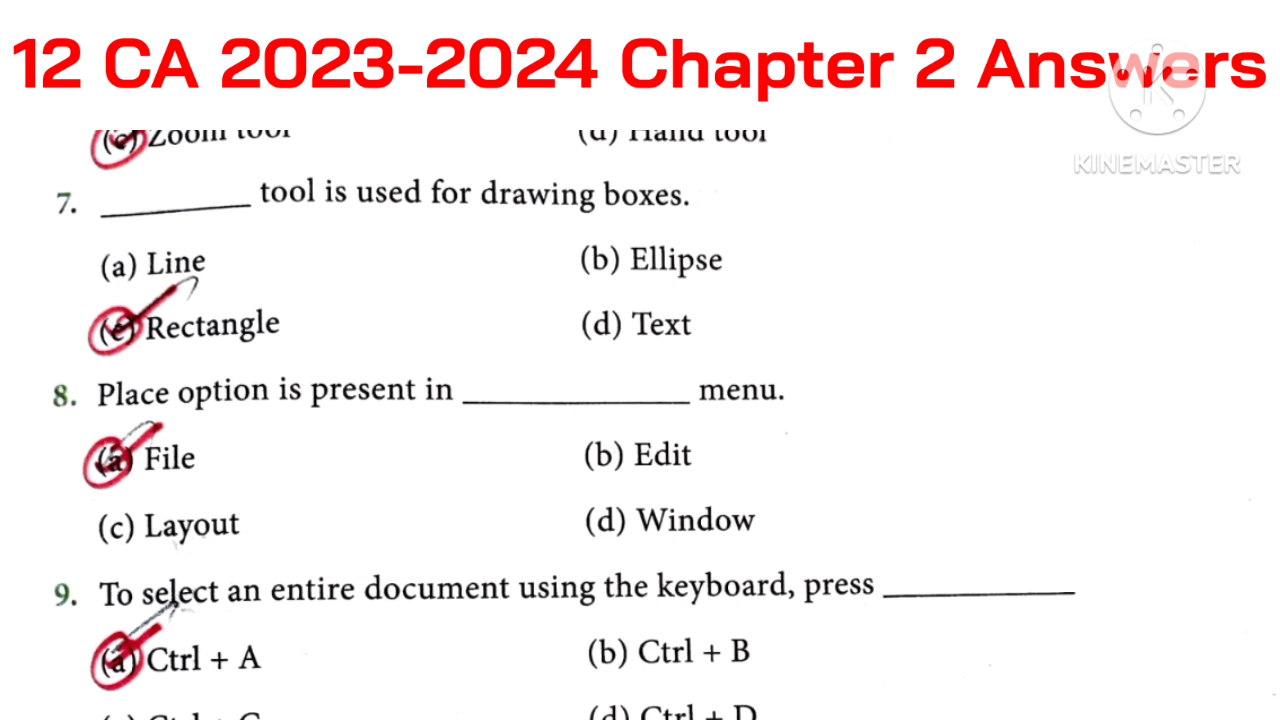 12 CA 2023-2024 Chapter 2 Answers
KINEMASTER
(c) Zoom tool (d) Hand tool
7. __________ tool is used for drawing boxes.
(a) Line (b) Ellipse
(c) Rectangle (d) Text
8. Place option is present in _______________ menu.
(a) File (b) Edit
(c) Layout (d) Window
9. To select an entire document using the keyboard, press ____________
(a) Ctrl + A (b) Ctrl + B
(c) Ctrl + C (d) Ctrl + D